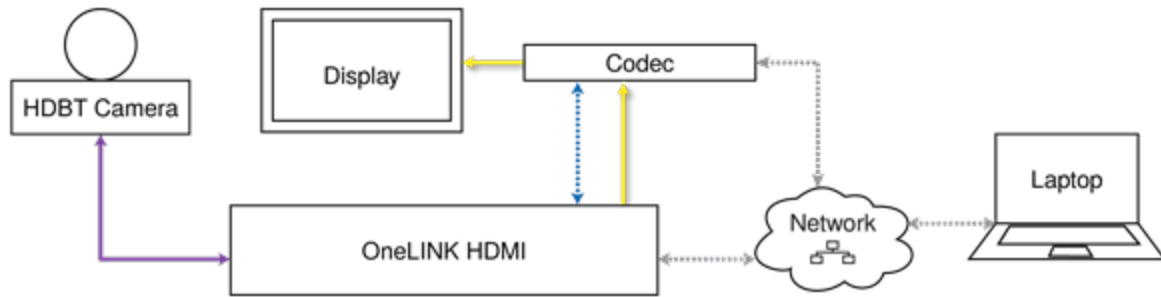 HDBT Camera
Display
Codec
OneLINK HDMI
Network
Laptop